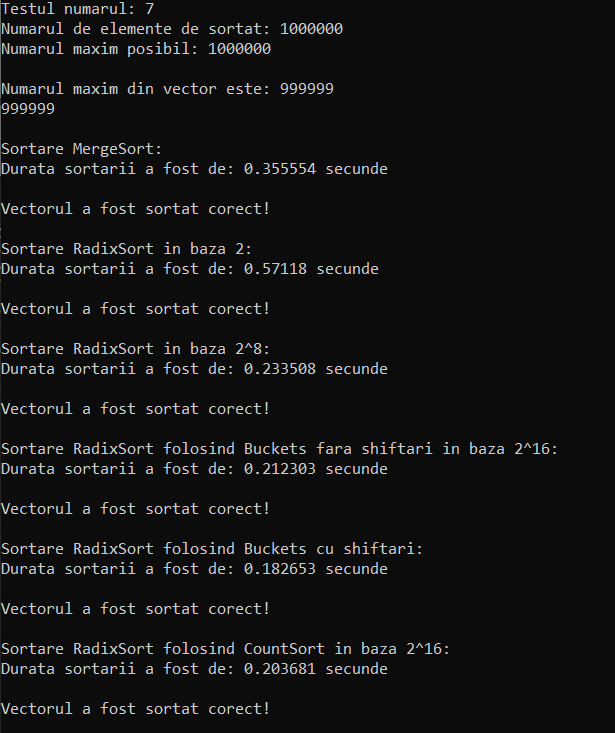 Testul numarul: 7
Numarul de elemente de sortat: 1000000
Numarul maxim posibil: 1000000
Numarul maxim din vector este: 999999
999999
Sortare MergeSort:
Durata sortarii a fost de: 0.355554 secunde
Vectorul a fost sortat corect!
Sortare RadixSort in baza 2:
Durata sortarii a fost de: 0.57118 secunde
Vectorul a fost sortat corect!
Sortare RadixSort in baza 2^8:
Durata sortarii a fost de: 0.233508 secunde
Vectorul a fost sortat corect!
Sortare RadixSort folosind Buckets fara shiftari in baza 2^16:
Durata sortarii a fost de: 0.212303 secunde
Vectorul a fost sortat corect!
Sortare RadixSort folosind Buckets cu shiftari:
Durata sortarii a fost de: 0.182653 secunde
Vectorul a fost sortat corect!
Sortare RadixSort folosind CountSort in baza 2^16:
Durata sortarii a fost de: 0.203681 secunde
Vectorul a fost sortat corect!